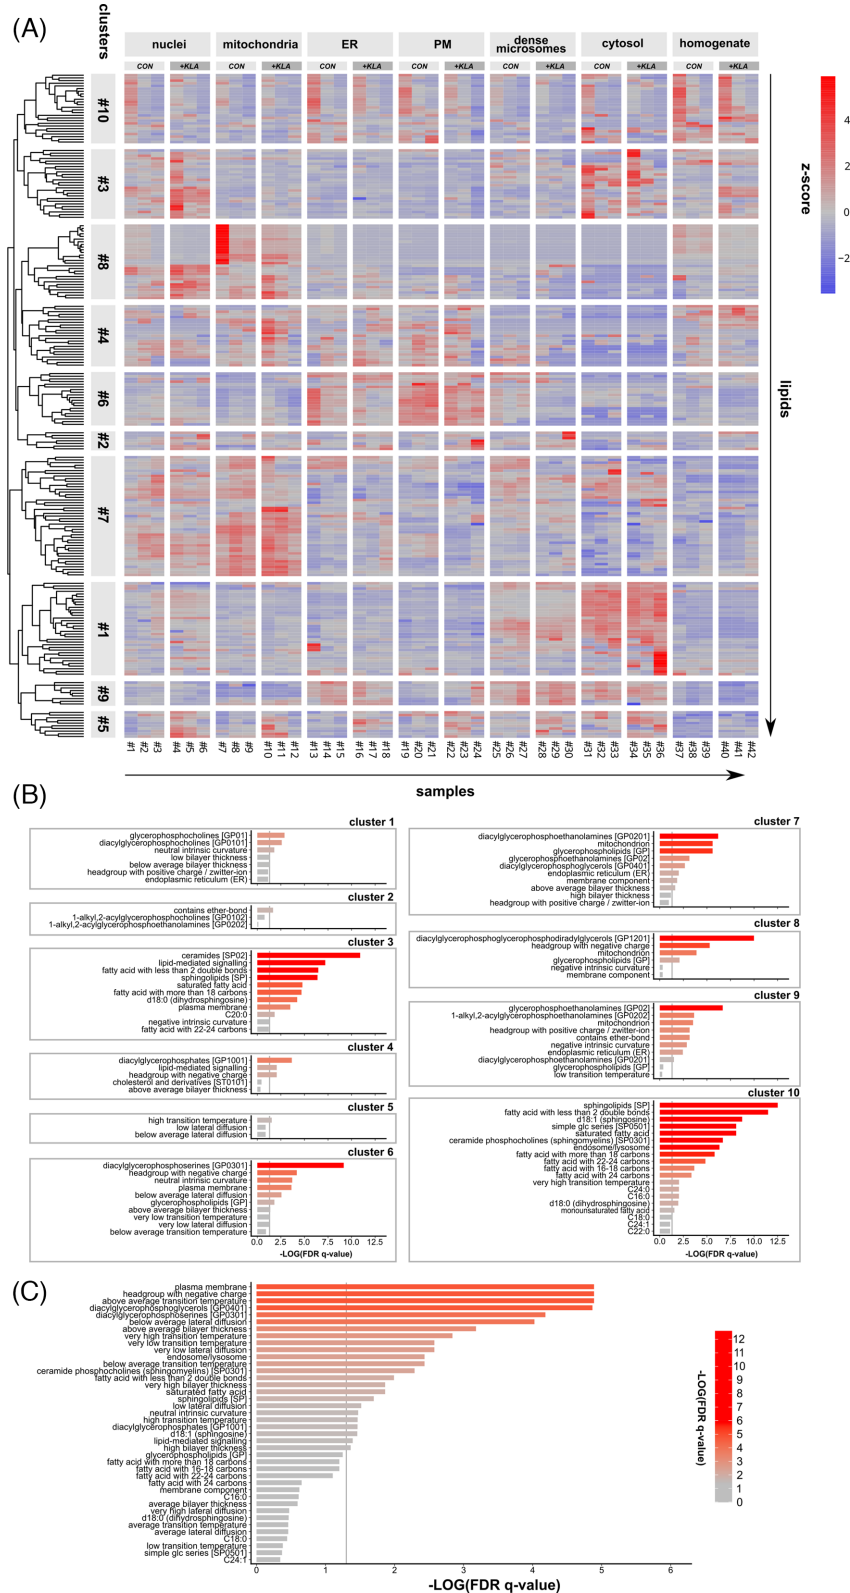 (A)
clusters
nuclei
mitochondria
ER
PM
dense
microsomes
cytosol
homogenate
CON
+KLA
CON
+KLA
CON
+KLA
CON
+KLA
CON
+KLA
CON
+KLA
CON
+KLA
#10
#3
#8
#4
#6
#2
#7
#1
#9
#5
z-score
4
2
0
−2
lipids
#1
#2
#3
#4
#5
#6
#7
#8
#9
#10
#11
#12
#13
#14
#15
#16
#17
#18
#19
#20
#21
#22
#23
#24
#25
#26
#27
#28
#29
#30
#31
#32
#33
#34
#35
#36
#37
#38
#39
#40
#41
#42
samples
(B)
cluster 1
glycerophosphocholines [GP01]
diacylglycerophosphocholines [GP0101]
neutral intrinsic curvature
low bilayer thickness
below average bilayer thickness
headgroup with positive charge / zwitter-ion
endoplasmic reticulum (ER)
cluster 2
contains ether-bond
1-alkyl,2-acylglycerophosphocholines [GP0102]
1-alkyl,2-acylglycerophosphoethanolamines [GP0202]
cluster 3
ceramides [SP02]
lipid-mediated signalling
fatty acid with less than 2 double bonds
sphingolipids [SP]
saturated fatty acid
fatty acid with more than 18 carbons
d18:0 (dihydrosphingosine)
plasma membrane
C20:0
negative intrinsic curvature
fatty acid with 22-24 carbons
cluster 4
diacylglycerophosphates [GP1001]
lipid-mediated signalling
headgroup with negative charge
cholesterol and derivatives [ST0101]
above average bilayer thickness
cluster 5
high transition temperature
low lateral diffusion
below average lateral diffusion
cluster 6
diacylglycerophosphoserines [GP0301]
headgroup with negative charge
neutral intrinsic curvature
plasma membrane
below average lateral diffusion
glycerophospholipids [GP]
above average bilayer thickness
very low transition temperature
very low lateral diffusion
below average transition temperature
0.0 2.5 5.0 7.5 10.0 12.5
-LOG(FDR q-value)
cluster 7
diacylglycerophosphoethanolamines [GP0201]
mitochondrion
glycerophospholipids [GP]
glycerophosphoethanolamines [GP02]
diacylglycerophosphoglycerols [GP0401]
endoplasmic reticulum (ER)
membrane component
above average bilayer thickness
high bilayer thickness
headgroup with positive charge / zwitter-ion
cluster 8
diacylglycerophosphoglycerophosphodiradylglycerols [GP1201]
headgroup with negative charge
mitochondrion
glycerophospholipids [GP]
negative intrinsic curvature
membrane component
cluster 9
glycerophosphoethanolamines [GP02]
1-alkyl,2-acylglycerophosphoethanolamines [GP0202]
mitochondrion
headgroup with positive charge / zwitter-ion
contains ether-bond
negative intrinsic curvature
endoplasmic reticulum (ER)
diacylglycerophosphoethanolamines [GP0201]
glycerophospholipids [GP]
low transition temperature
cluster 10
sphingolipids [SP]
fatty acid with less than 2 double bonds
d18:1 (sphingosine)
simple glc series [SP0501]
saturated fatty acid
ceramide phosphocholines (sphingomyelins) [SP0301]
endosome/lysosome
fatty acid with more than 18 carbons
fatty acid with 22-24 carbons
fatty acid with 16-18 carbons
fatty acid with 24 carbons
very high transition temperature
C24:0
C16:0
d18:0 (dihydrosphingosine)
monounsaturated fatty acid
C18:0
C24:1
C22:0
0.0 2.5 5.0 7.5 10.0 12.5
-LOG(FDR q-value)
(C)
plasma membrane
headgroup with negative charge
above average transition temperature
diacylglycerophosphoglycerols [GP0401]
diacylglycerophosphoserines [GP0301]
below average lateral diffusion
above average bilayer thickness
very high transition temperature
very low transition temperature
very low lateral diffusion
endosome/lysosome
below average transition temperature
ceramide phosphocholines (sphingomyelins) [SP0301]
fatty acid with less than 2 double bonds
very high bilayer thickness
saturated fatty acid
sphingolipids [SP]
low lateral diffusion
neutral intrinsic curvature
high transition temperature
diacylglycerophosphates [GP1001]
d18:1 (sphingosine)
lipid-mediated signalling
high bilayer thickness
glycerophospholipids [GP]
fatty acid with more than 18 carbons
fatty acid with 16-18 carbons
fatty acid with 22-24 carbons
fatty acid with 24 carbons
membrane component
C16:0
average bilayer thickness
very high lateral diffusion
d18:0 (dihydrosphingosine)
average transition temperature
average lateral diffusion
C18:0
low transition temperature
simple glc series [SP0501]
C24:1
0 1 2 3 4 5 6
-LOG(FDR q-value)
12
11
10
9
8
7
6
5
4
3
2
1
0
-LOG(FDR q-value)